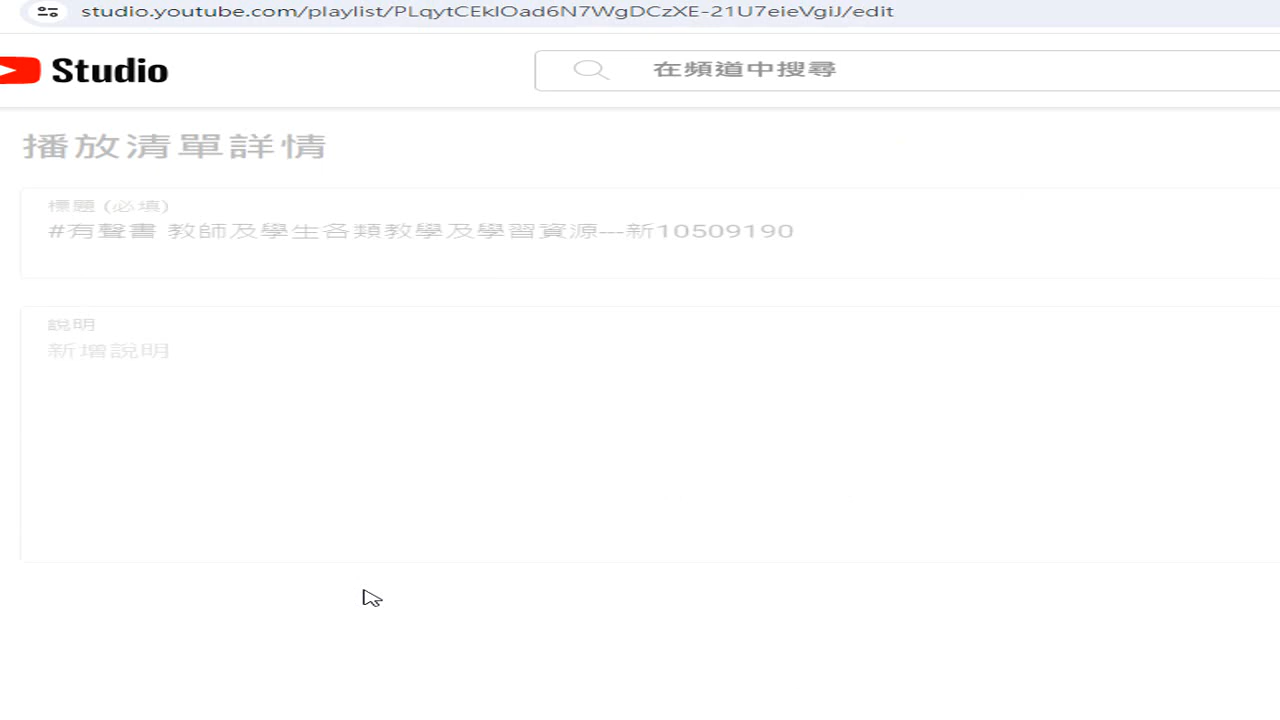 studio.youtube.com/playlist/PLqytCEkIOad6N7WgDCzXE-21U7eieVgiJ/edit
Studio
在頻道中搜尋
播放清單詳情
標題 (必填)
#有聲書 教師及學生各類教學及學習資源---新10509190
說明
新增說明